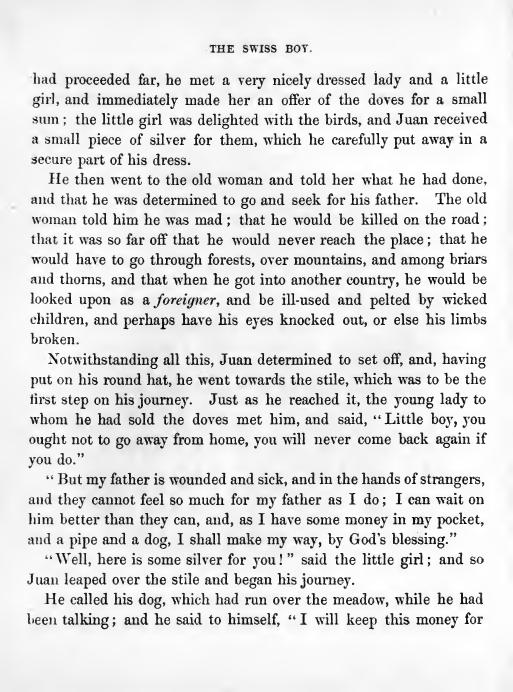 THE SWISS BOY.
had proceeded far, he met a very nicely dressed lady and a little
girl, and immediately made her an offer of the doves for a small
sum; the little girl was delighted with the birds, and Juan received
a small piece of silver for them, which he carefully put away in a
secure part of his dress.
He then went to the old woman and told her what he had done,
and that he was determined to go and seek for his father. The old
woman told him he was mad; that he would be killed on the road;
that it was so far off that he would never reach the place; that he
would have to go through forests, over mountains, and among briars
and thorns, and that when he got into another country, he would be
looked upon as a foreigner, and be ill-used and pelted by wicked
children, and perhaps have his eyes knocked out, or else his limbs
broken.
Notwithstanding all this, Juan determined to set off, and, having
put on his round hat, he went towards the stile, which was to be the
first step on his journey. Just as he reached it, the young lady to
whom he had sold the doves met him, and said, "Little boy, you
ought not to go away from home, you will never come back again if
you do."
"But my father is wounded and sick, and in the hands of strangers,
and they cannot feel so much for my father as I do; I can wait on
him better than they can, and, as I have some money in my pocket,
and a pipe and a dog, I shall make my way, by God's blessing."
"Well, here is some silver for you!" said the little girl; and so
Juan leaped over the stile and began his journey.
He called his dog, which had run over the meadow, while he had
been talking; and he said to himself, "I will keep this money for